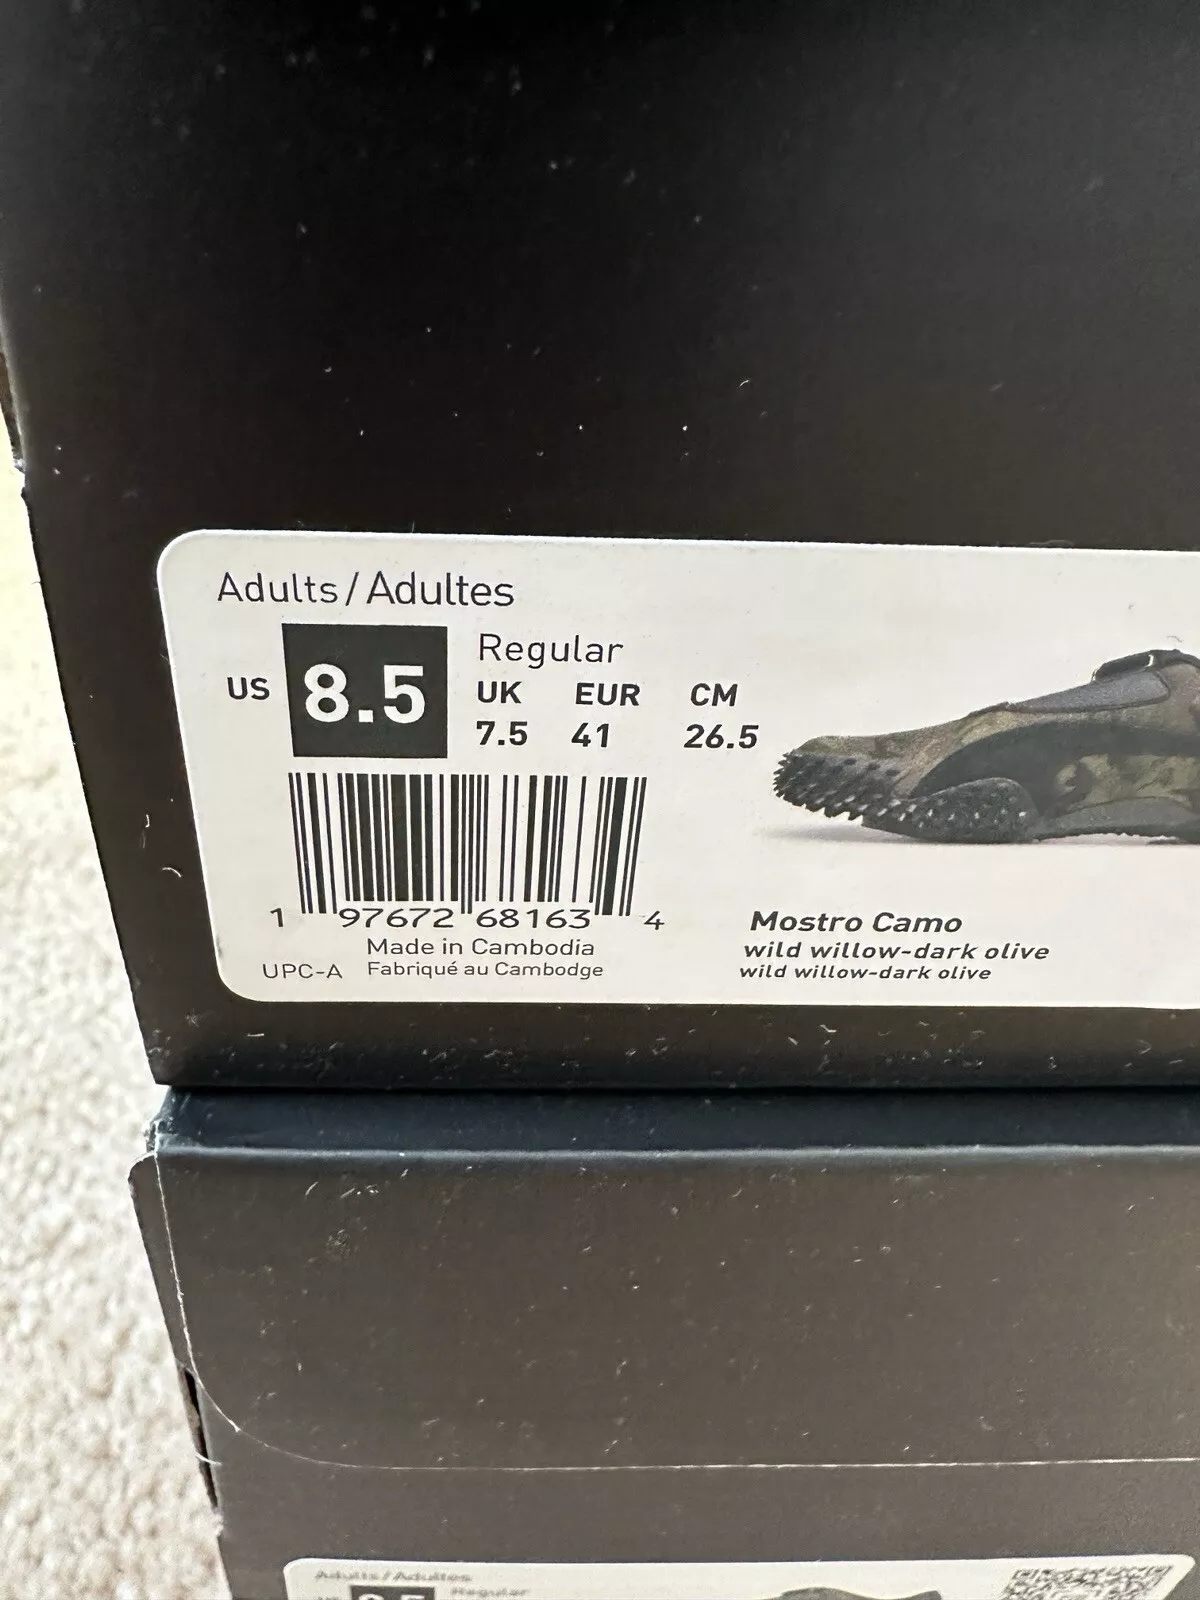 Adults / Adultes
US 8.5
Regular
UK EUR CM
7.5 41 26.5
1 97672 68163 4
Made in Cambodia
UPC-A Fabriqué au Cambodge
Mostro Camo
wild willow-dark olive
wild willow-dark olive
Adults / Adultes
Regular